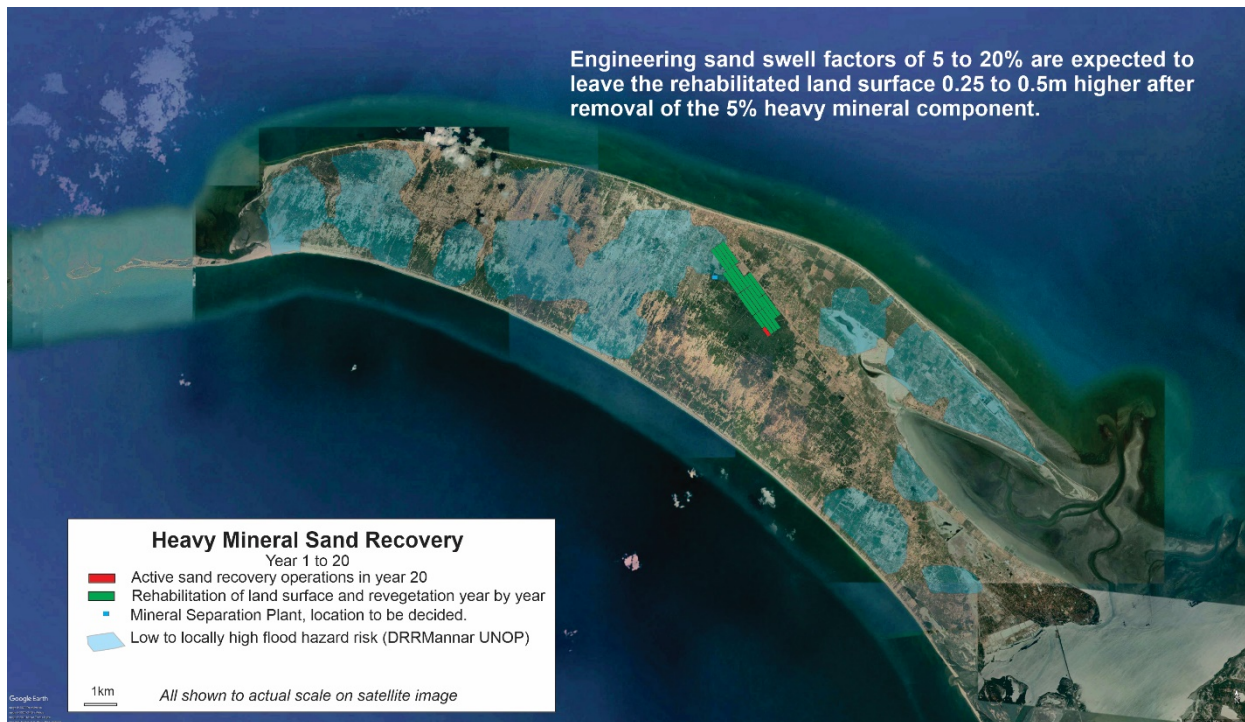 Engineering sand swell factors of 5 to 20% are expected to
leave the rehabilitated land surface 0.25 to 0.5m higher after
removal of the 5% heavy mineral component.
Heavy Mineral Sand Recovery
Year 1 to 20
Active sand recovery operations in year 20
Rehabilitation of land surface and revegetation year by year
Mineral Separation Plant, location to be decided.
Low to locally high flood hazard risk (DRRMannar UNOP)
1km
All shown to actual scale on satellite image
Google Earth